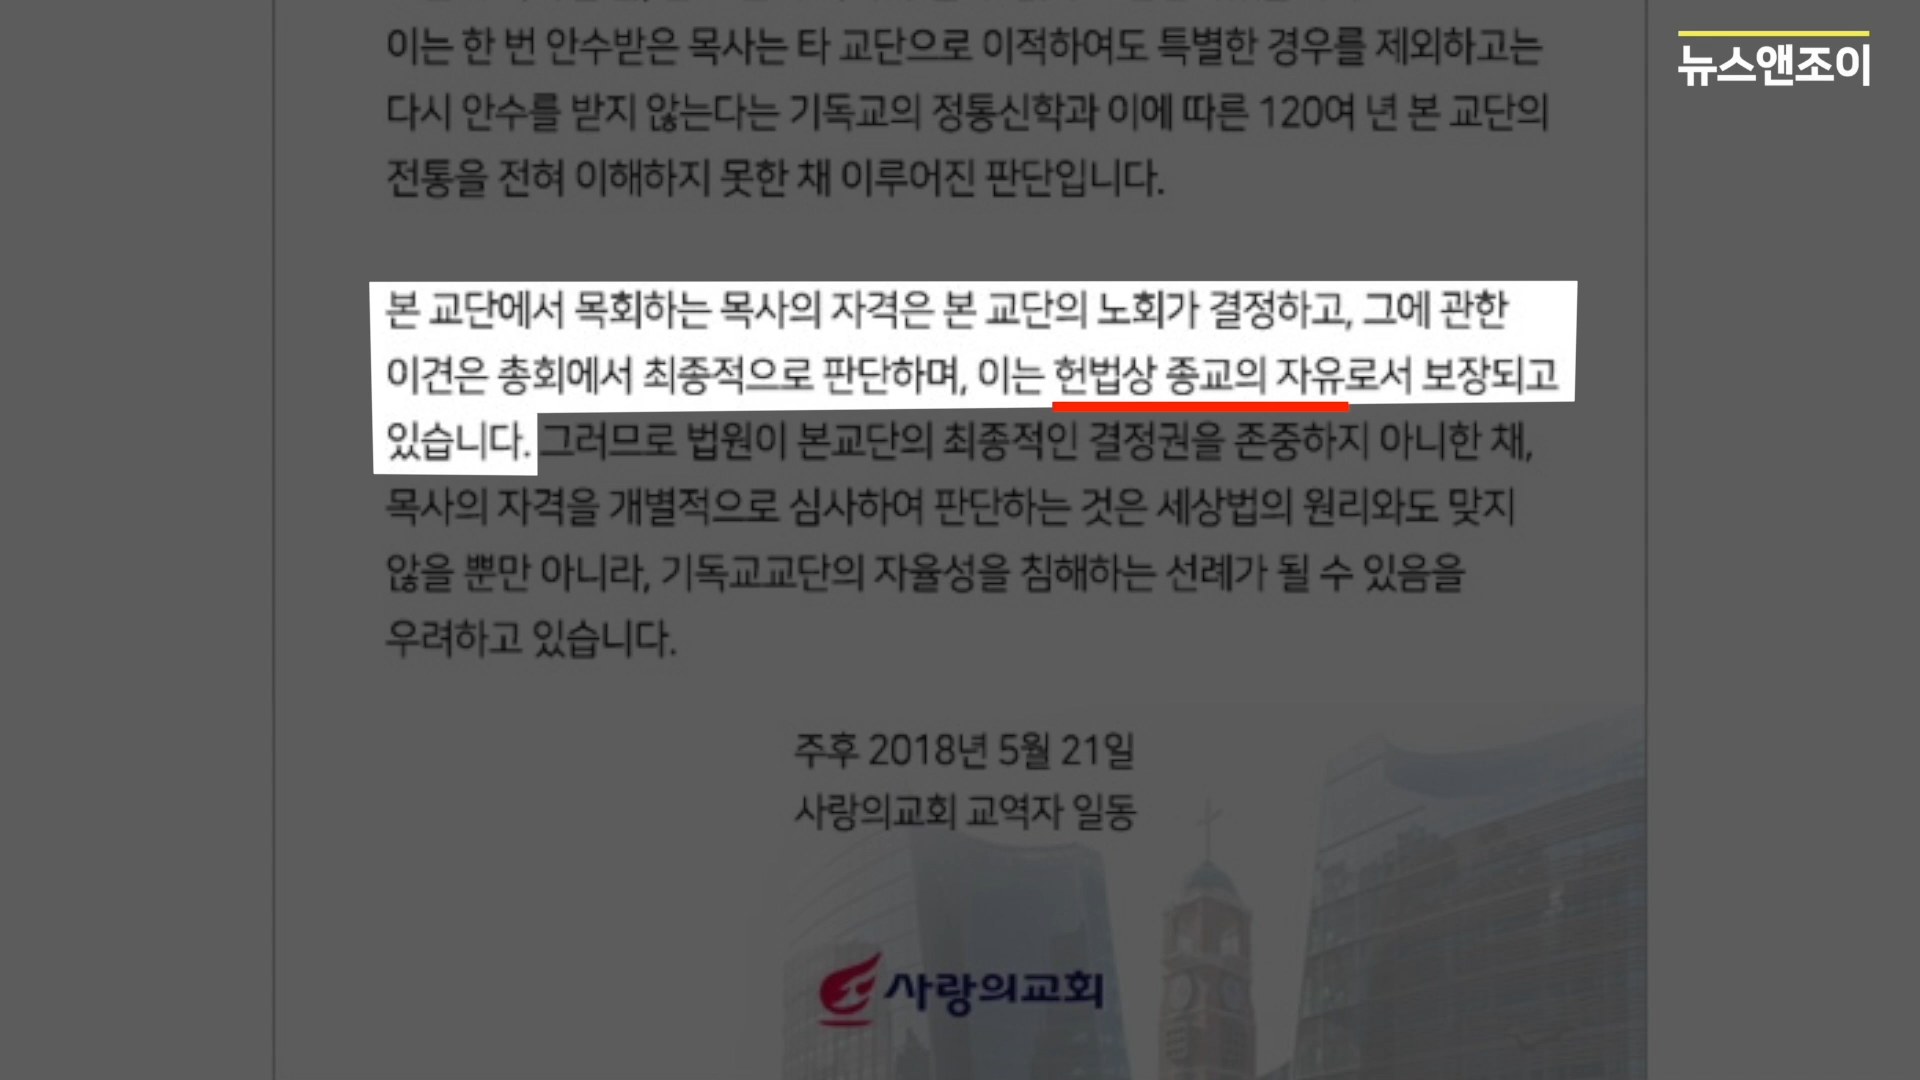 뉴스앤조이
이는 한 번 안수받은 목사는 타 교단으로 이적하여도 특별한 경우를 제외하고는
다시 안수를 받지 않는다는 기독교의 정통신학과 이에 따른 120여 년 본 교단의
전통을 전혀 이해하지 못한 채 이루어진 판단입니다.
본 교단에서 목회하는 목사의 자격은 본 교단의 노회가 결정하고, 그에 관한
이견은 총회에서 최종적으로 판단하며, 이는 헌법상 종교의 자유로서 보장되고
있습니다. 그러므로 법원이 본교단의 최종적인 결정권을 존중하지 아니한 채,
목사의 자격을 개별적으로 심사하여 판단하는 것은 세상법의 원리와도 맞지
않을 뿐만 아니라, 기독교교단의 자율성을 침해하는 선례가 될 수 있음을
우려하고 있습니다.
주후 2018년 5월 21일
사랑의교회 교역자 일동
사랑의교회